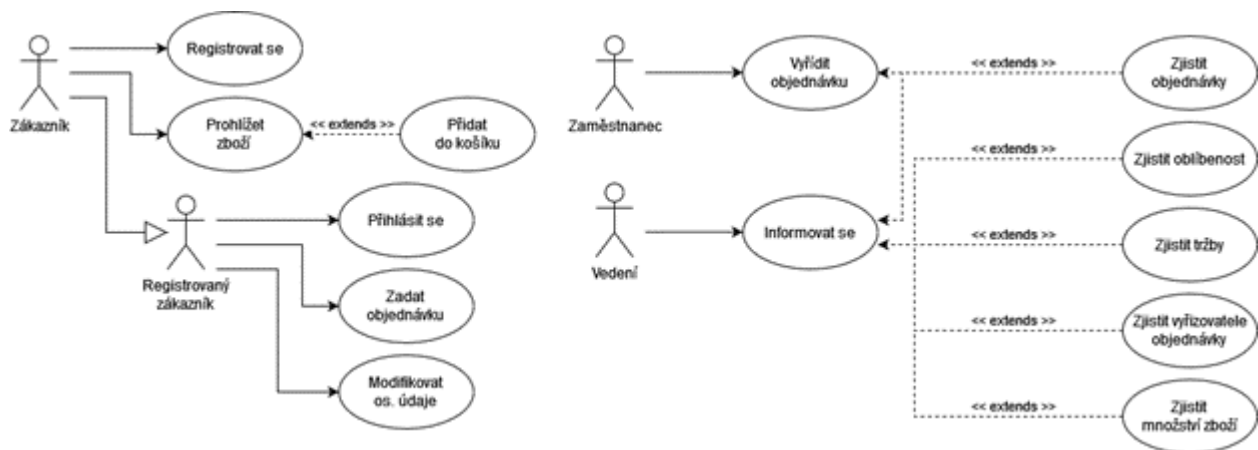 Registrovat se
Zákazník
Prohlížet
zboží
<< extends >>
Přidat
do košíku
Přihlásit se
Registrovaný
zákazník
Zadat
objednávku
Modifikovat
os. údaje
Vyřídit
objednávku
<< extends >>
Zjistit
objednávky
Zaměstnanec
<< extends >>
Zjistit oblíbenost
Informovat se
<< extends >>
Zjistit tržby
Vedení
<< extends >>
Zjistit vyřizovatele
objednávky
<< extends >>
Zjistit
množství zboží